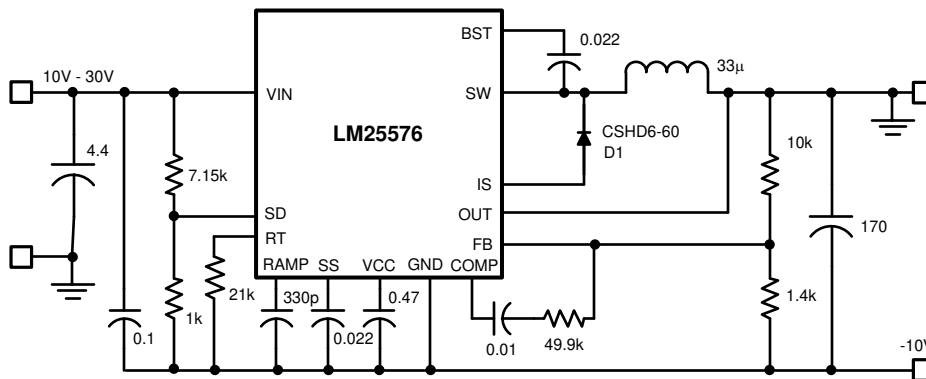 BST
0.022
10V - 30V
33µ
VIN
SW
LM25576
CSHD6-60
D1
10k
4.4
7.15k
IS
SD
OUT
170
RT
FB
RAMP
SS
VCC
GND
COMP
21k
330p
0.47
1.4k
1k
0.1
0.022
0.01
49.9k
-10V